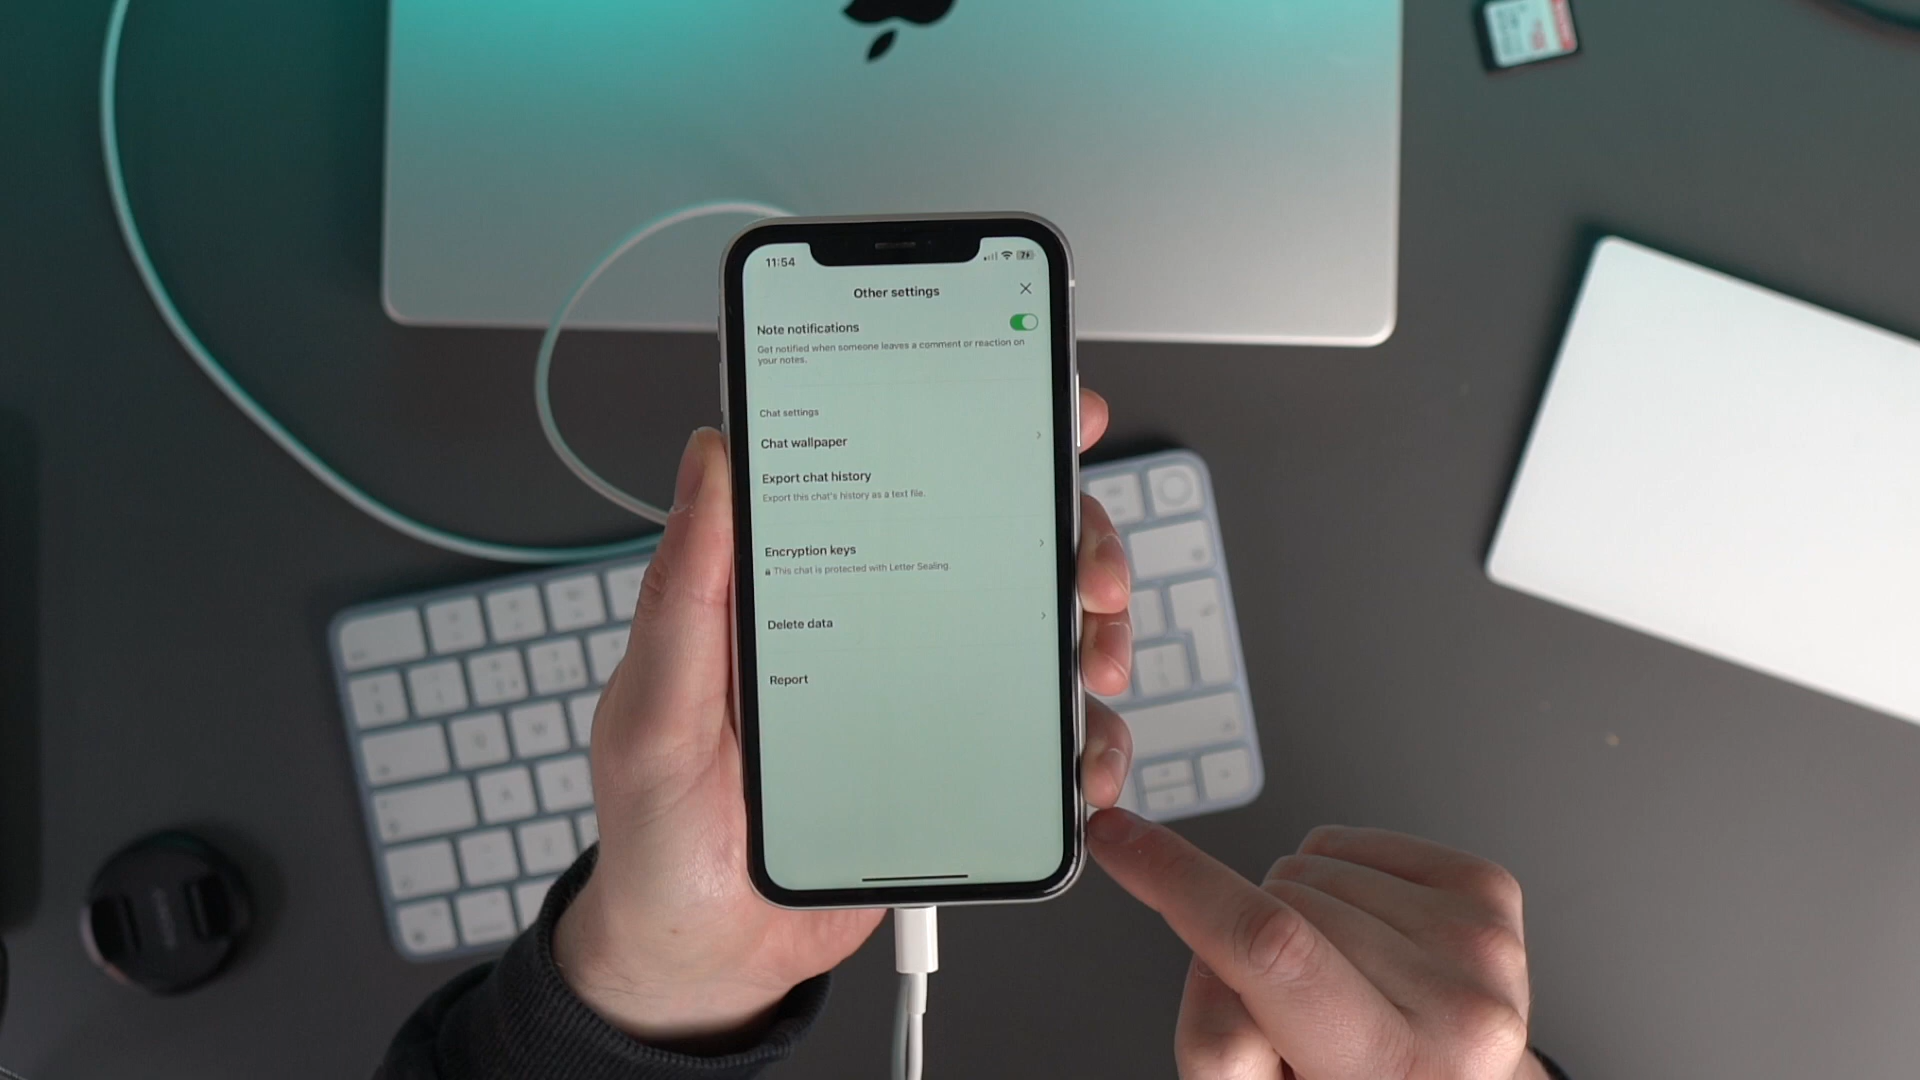 11:54
Other settings
Note notifications
Get notified when someone leaves a comment or reaction on
your notes.
Chat settings
Chat wallpaper
Export chat history
Export this chat's history as a text file.
Encryption keys
This chat is protected with Letter Sealing.
Delete data
Report